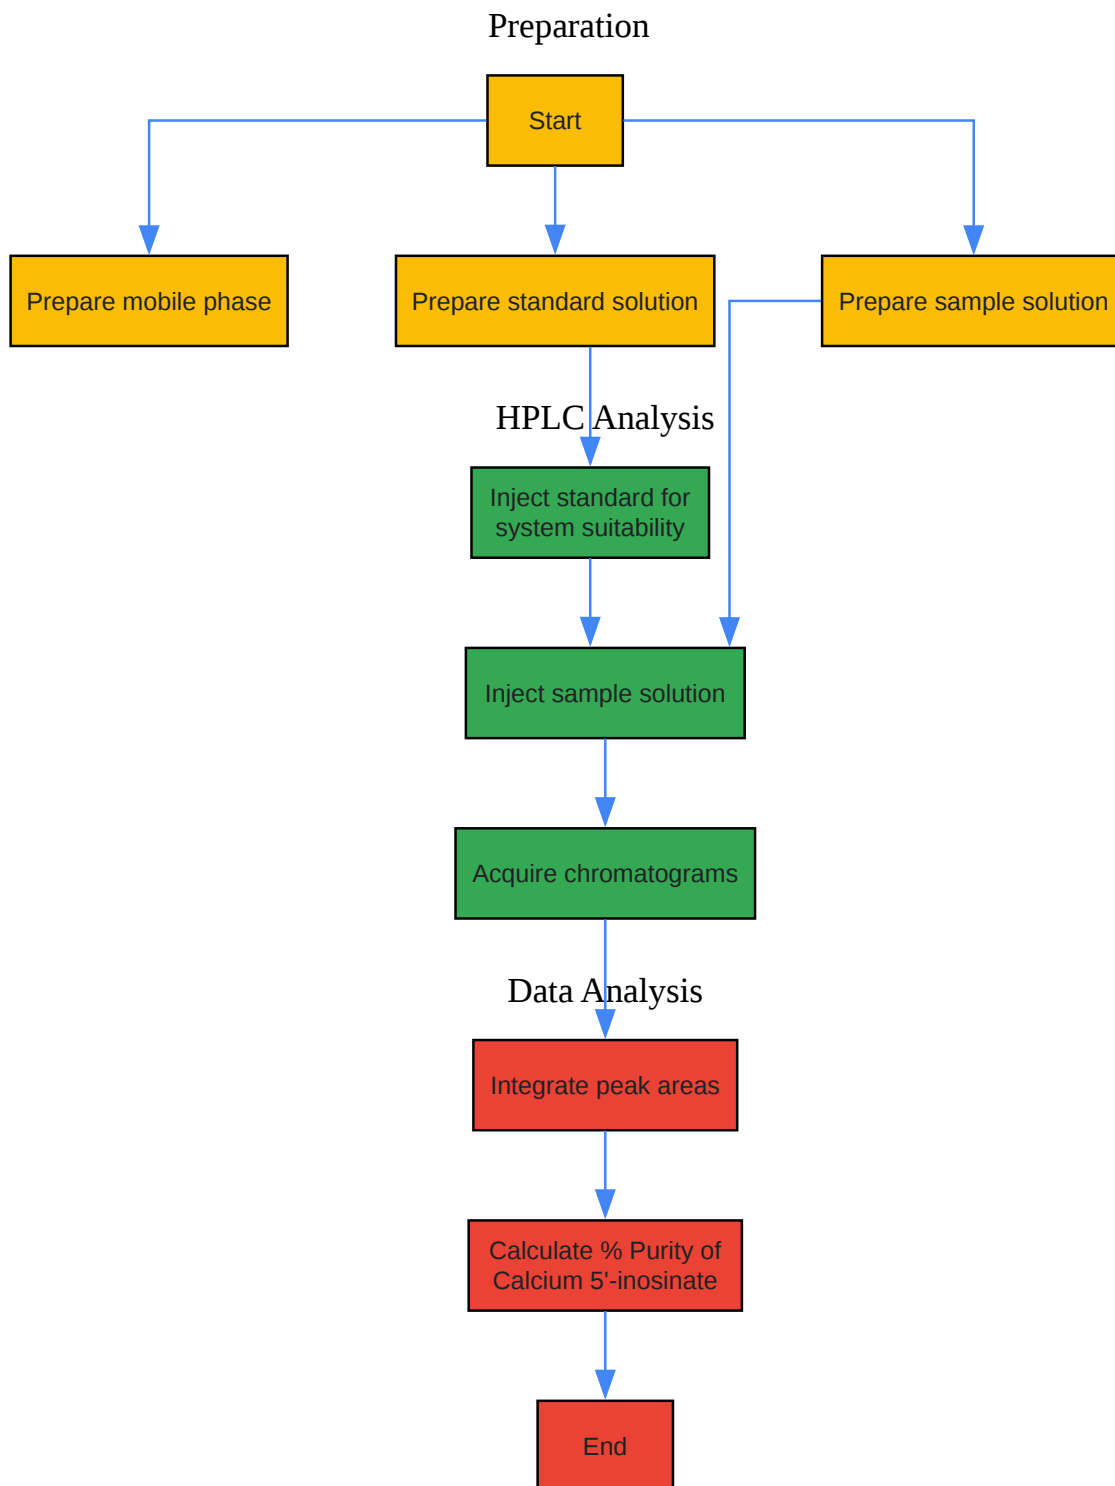 Preparation
Start
Prepare mobile phase
Prepare standard solution
Prepare sample solution
HPLC Analysis
Inject standard for
system suitability
Inject sample solution
Acquire chromatograms
Data Analysis
Integrate peak areas
Calculate % Purity of
Calcium 5'-inosinate
End